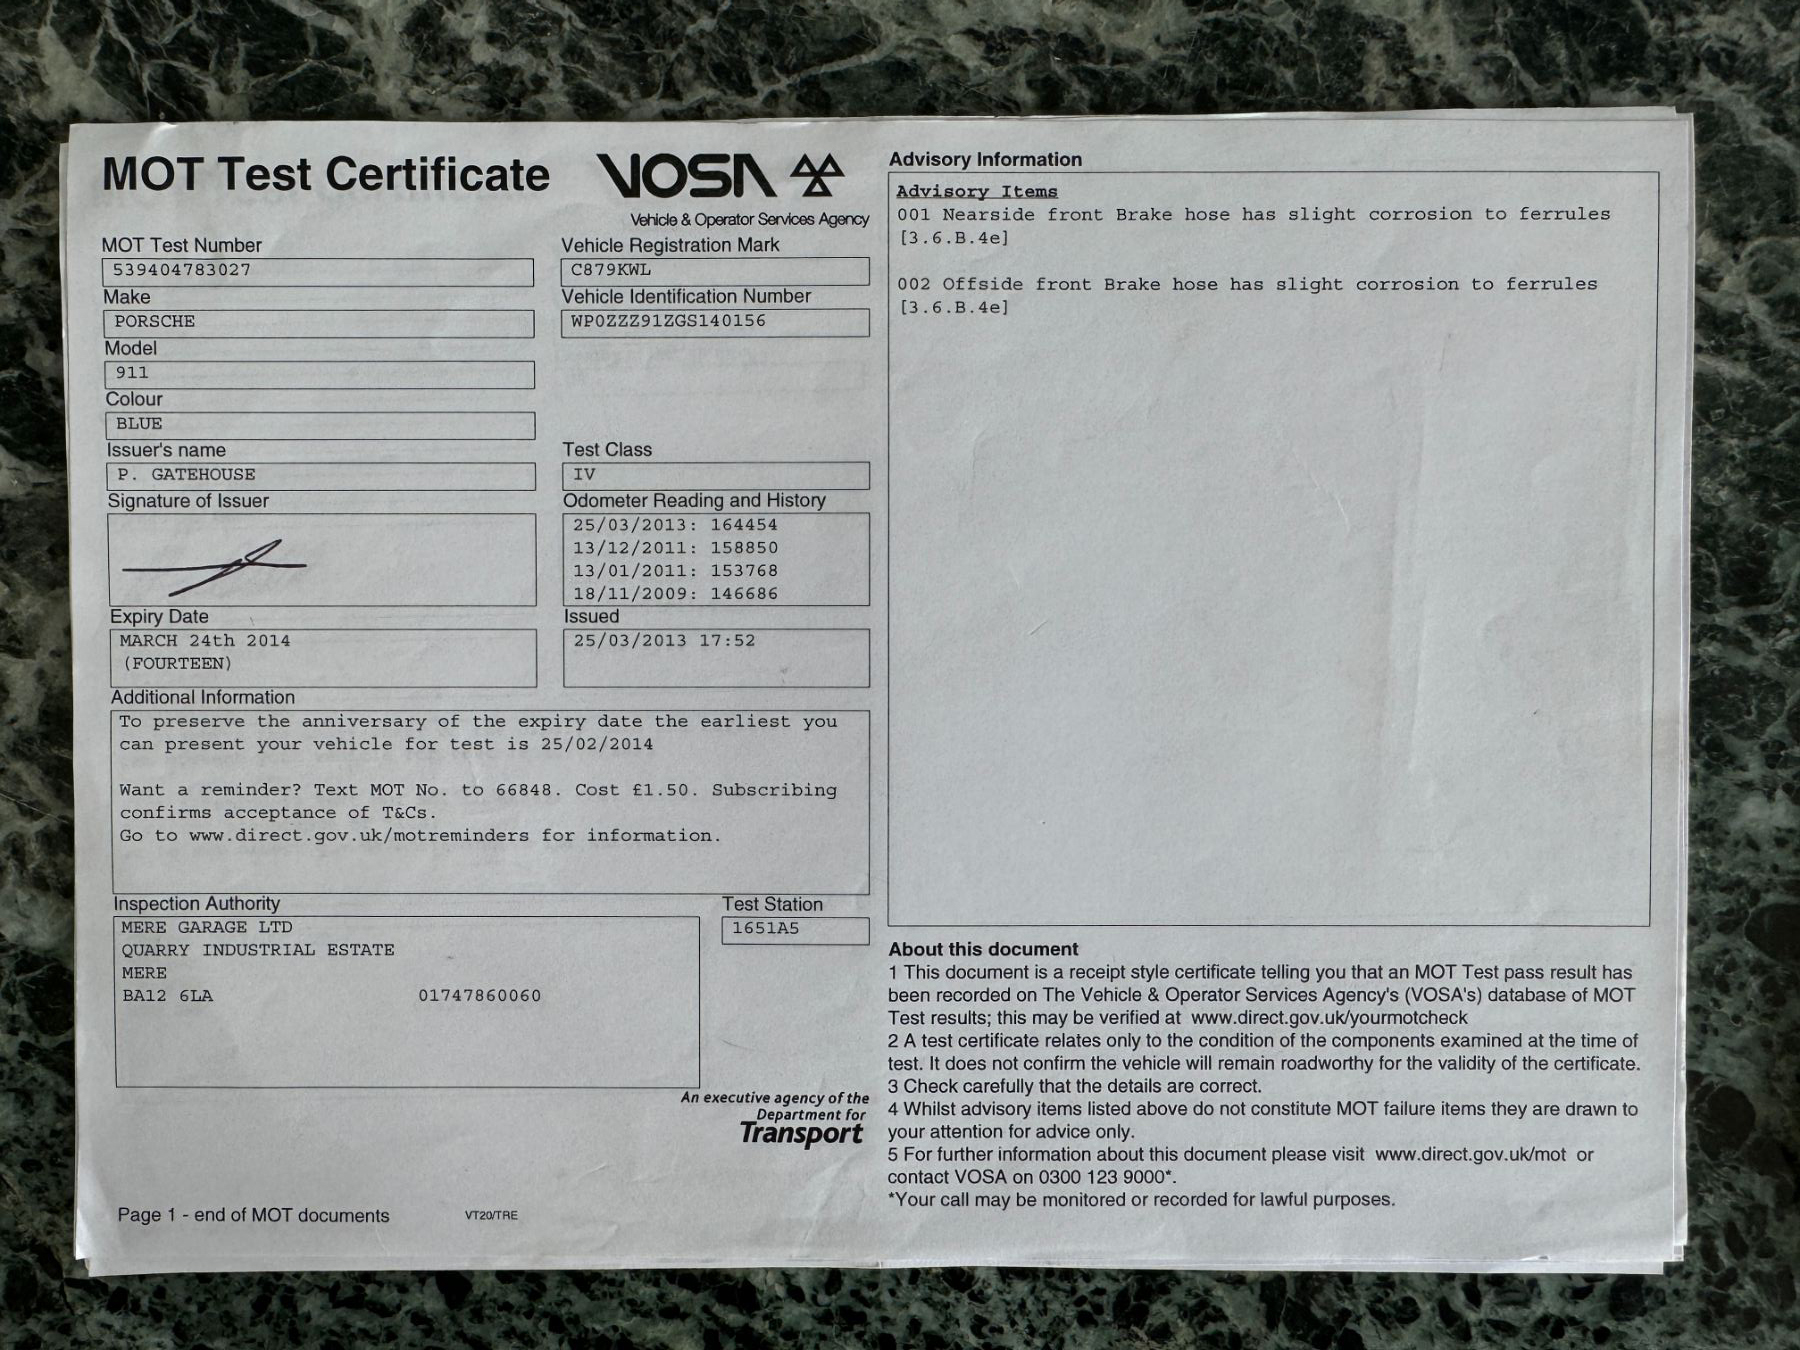 MOT Test Certificate
VOSA
Vehicle & Operator Services Agency
MOT Test Number
539404783027
Vehicle Registration Mark
C879KWL
Make
PORSCHE
Vehicle Identification Number
WP0ZZZ91ZGS140156
Model
911
Colour
BLUE
Issuer's name
P. GATEHOUSE
Test Class
IV
Signature of Issuer
Odometer Reading and History
25/03/2013: 164454
13/12/2011: 158850
13/01/2011: 153768
18/11/2009: 146686
Expiry Date
MARCH 24th 2014
(FOURTEEN)
Issued
25/03/2013 17:52
Additional Information
To preserve the anniversary of the expiry date the earliest you
can present your vehicle for test is 25/02/2014
Want a reminder? Text MOT No. to 66848. Cost £1.50. Subscribing
confirms acceptance of T&Cs.
Go to www.direct.gov.uk/motreminders for information.
Inspection Authority
MERE GARAGE LTD
QUARRY INDUSTRIAL ESTATE
MERE
BA12 6LA 01747860060
Test Station
1651A5
An executive agency of the
Department for
Transport
Page 1 - end of MOT documents VT20/TRE
Advisory Information
Advisory Items
001 Nearside front Brake hose has slight corrosion to ferrules
[3.6.B.4e]
002 Offside front Brake hose has slight corrosion to ferrules
[3.6.B.4e]
About this document
1 This document is a receipt style certificate telling you that an MOT Test pass result has
been recorded on The Vehicle & Operator Services Agency's (VOSA's) database of MOT
Test results; this may be verified at www.direct.gov.uk/yourmotcheck
2 A test certificate relates only to the condition of the components examined at the time of
test. It does not confirm the vehicle will remain roadworthy for the validity of the certificate.
3 Check carefully that the details are correct.
4 Whilst advisory items listed above do not constitute MOT failure items they are drawn to
your attention for advice only.
5 For further information about this document please visit www.direct.gov.uk/mot or
contact VOSA on 0300 123 9000*.
*Your call may be monitored or recorded for lawful purposes.